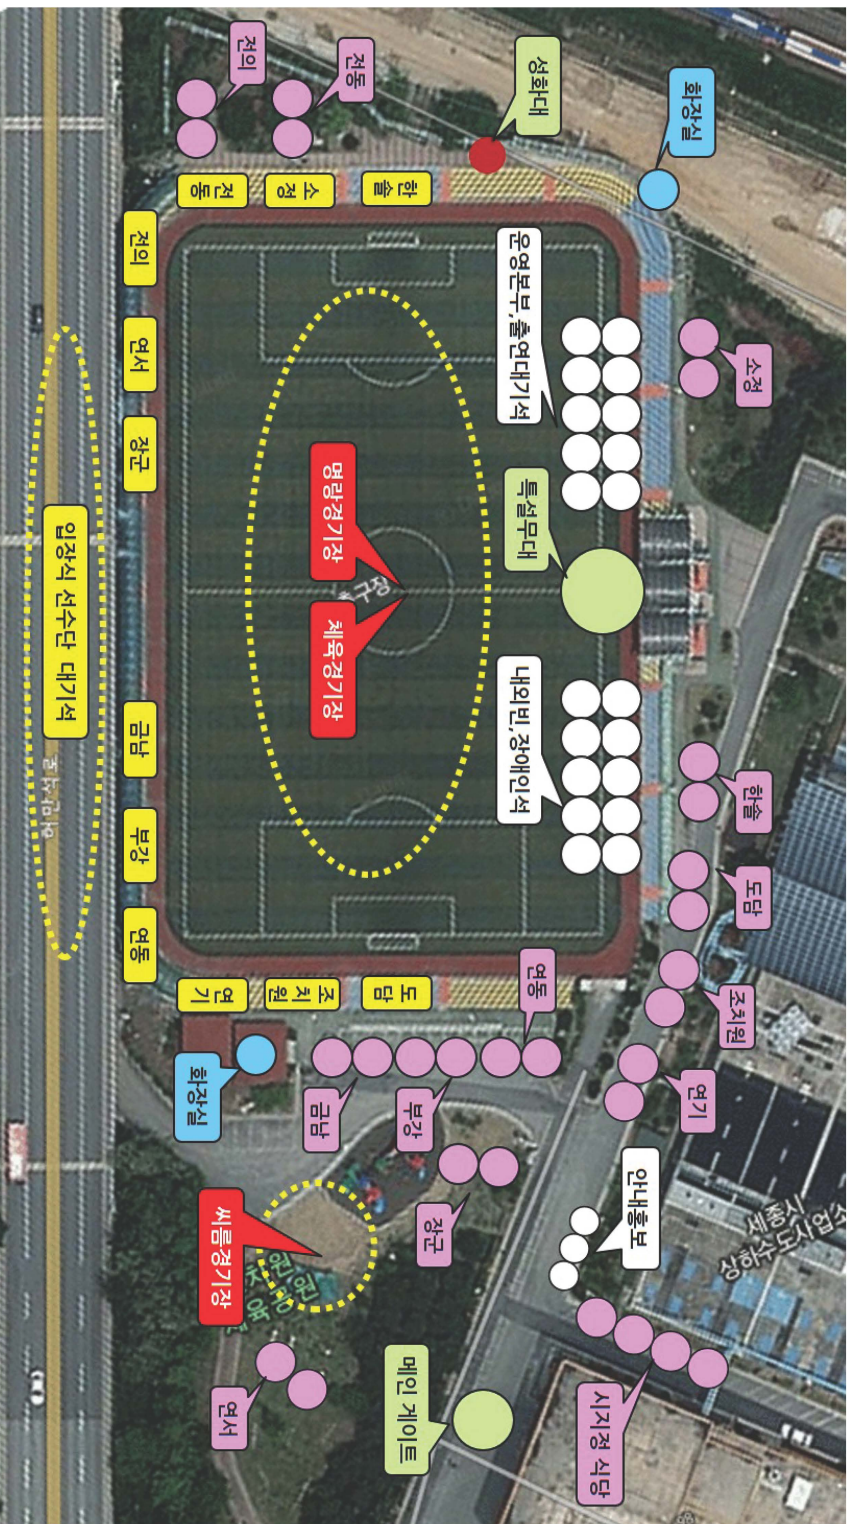 소정
한솔
도담
조치원
연기
세종시
상하수도사업소
화장실
안내홍보
시지정 식당
성화대
운영본부,출연대기석
특설무대
내외빈,장애인석
연동
메인 게이트
한솔
도담
부강
장군
전동
소정
명랑경기장
체육경기장
축구장
조치원
금남
전의
전동
연기
화장실
씨름경기장
연서
전의
연서
장군
금남
부강
연동
입장식 선수단 대기석